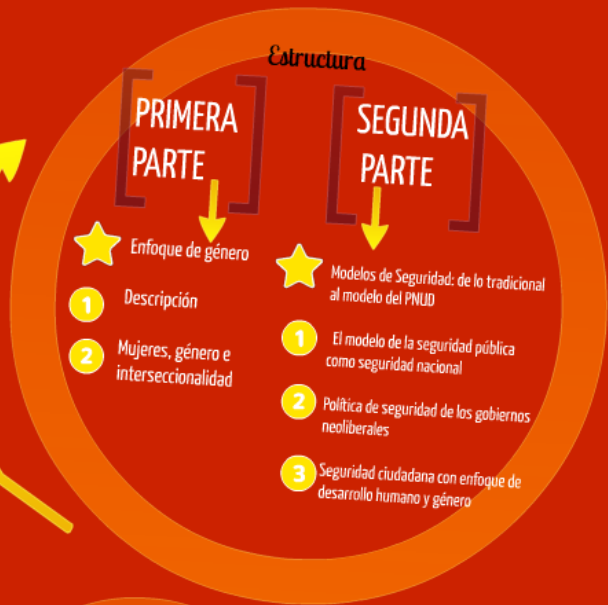 Estructura
PRIMERA
PARTE
Enfoque de género
1 Descripción
2 Mujeres, género e
interseccionalidad
SEGUNDA
PARTE
Modelos de Seguridad: de lo tradicional
al modelo del PNUD
1 El modelo de la seguridad pública
como seguridad nacional
2 Política de seguridad de los gobiernos
neoliberales
3 Seguridad ciudadana con enfoque de
desarrollo humano y género